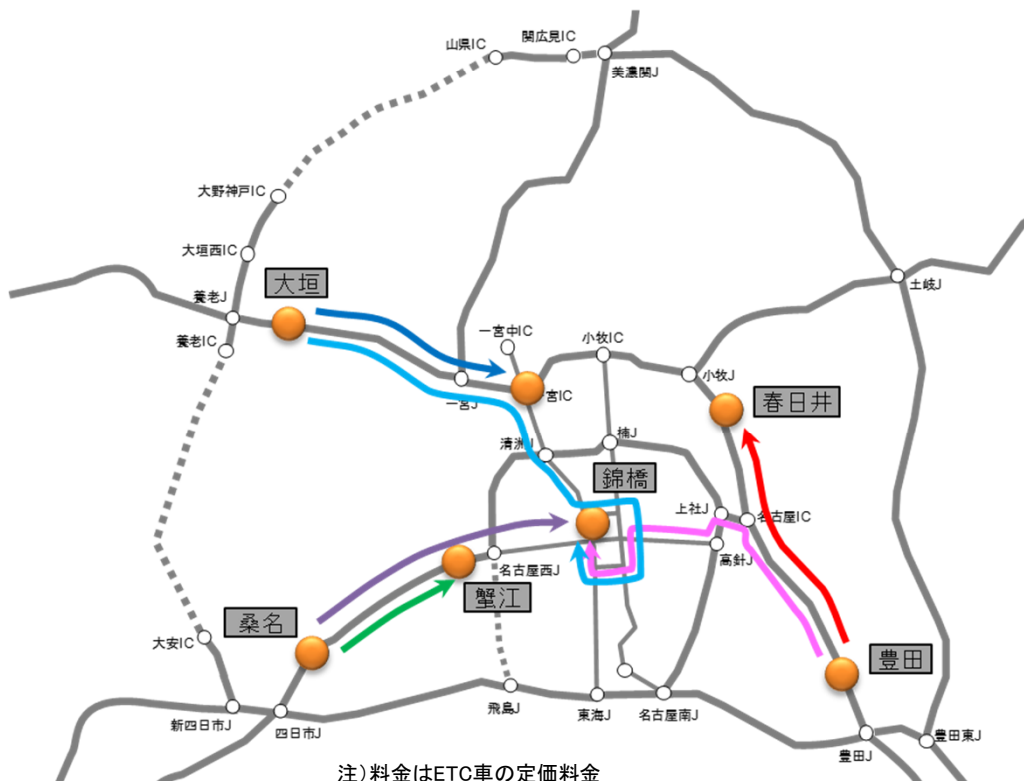 関広見IC
山県IC
美濃関J
大野神戸IC
大垣西IC
土岐J
大垣
養老J
一宮中IC
小牧IC
養老IC
小牧J
一宮J
宮IC
春日井
楠J
清洲J
錦橋
上社J
名古屋IC
高針J
名古屋西J
蟹江
桑名
大安IC
豊田
飛島J
新四日市J
東海J
名古屋南J
四日市J
豊田東J
豊田J
注）料金はETC車の定価料金